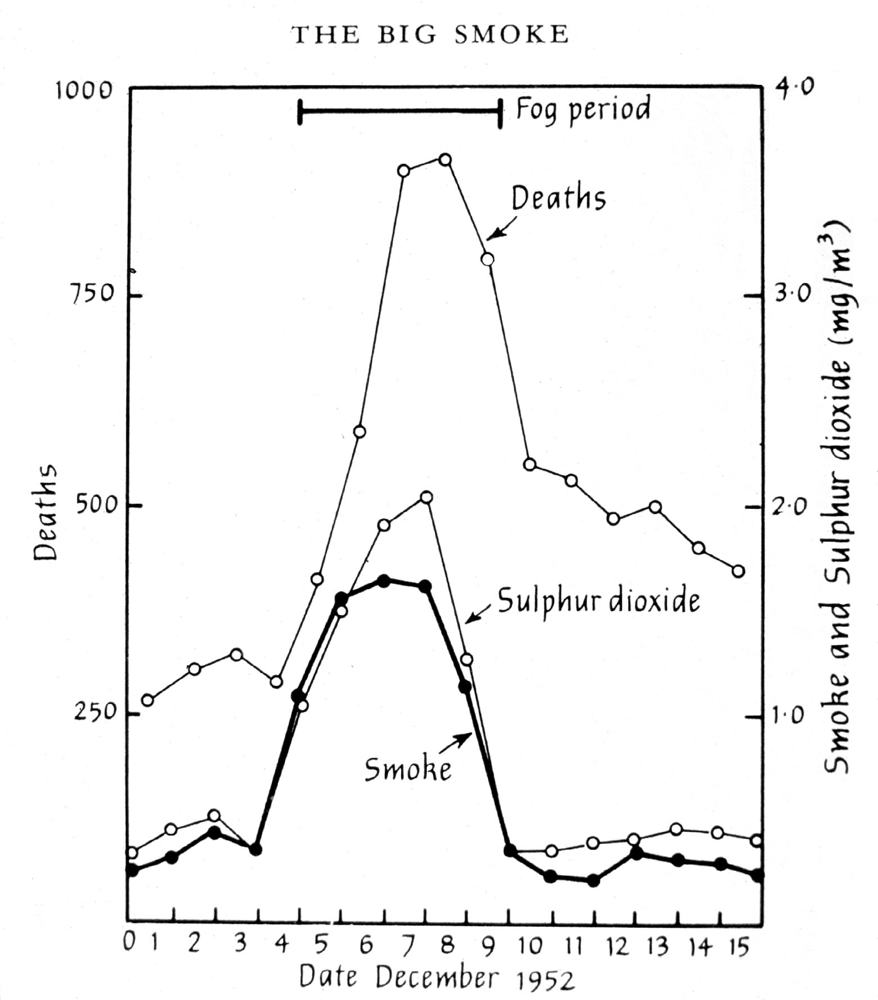 THE BIG SMOKE
1000
4·0
Fog period
Deaths
750
3·0
Deaths
500
2·0
Smoke and Sulphur dioxide (mg/m³)
Sulphur dioxide
250
1·0
Smoke
0 1 2 3 4 5 6 7 8 9 10 11 12 13 14 15
Date December 1952